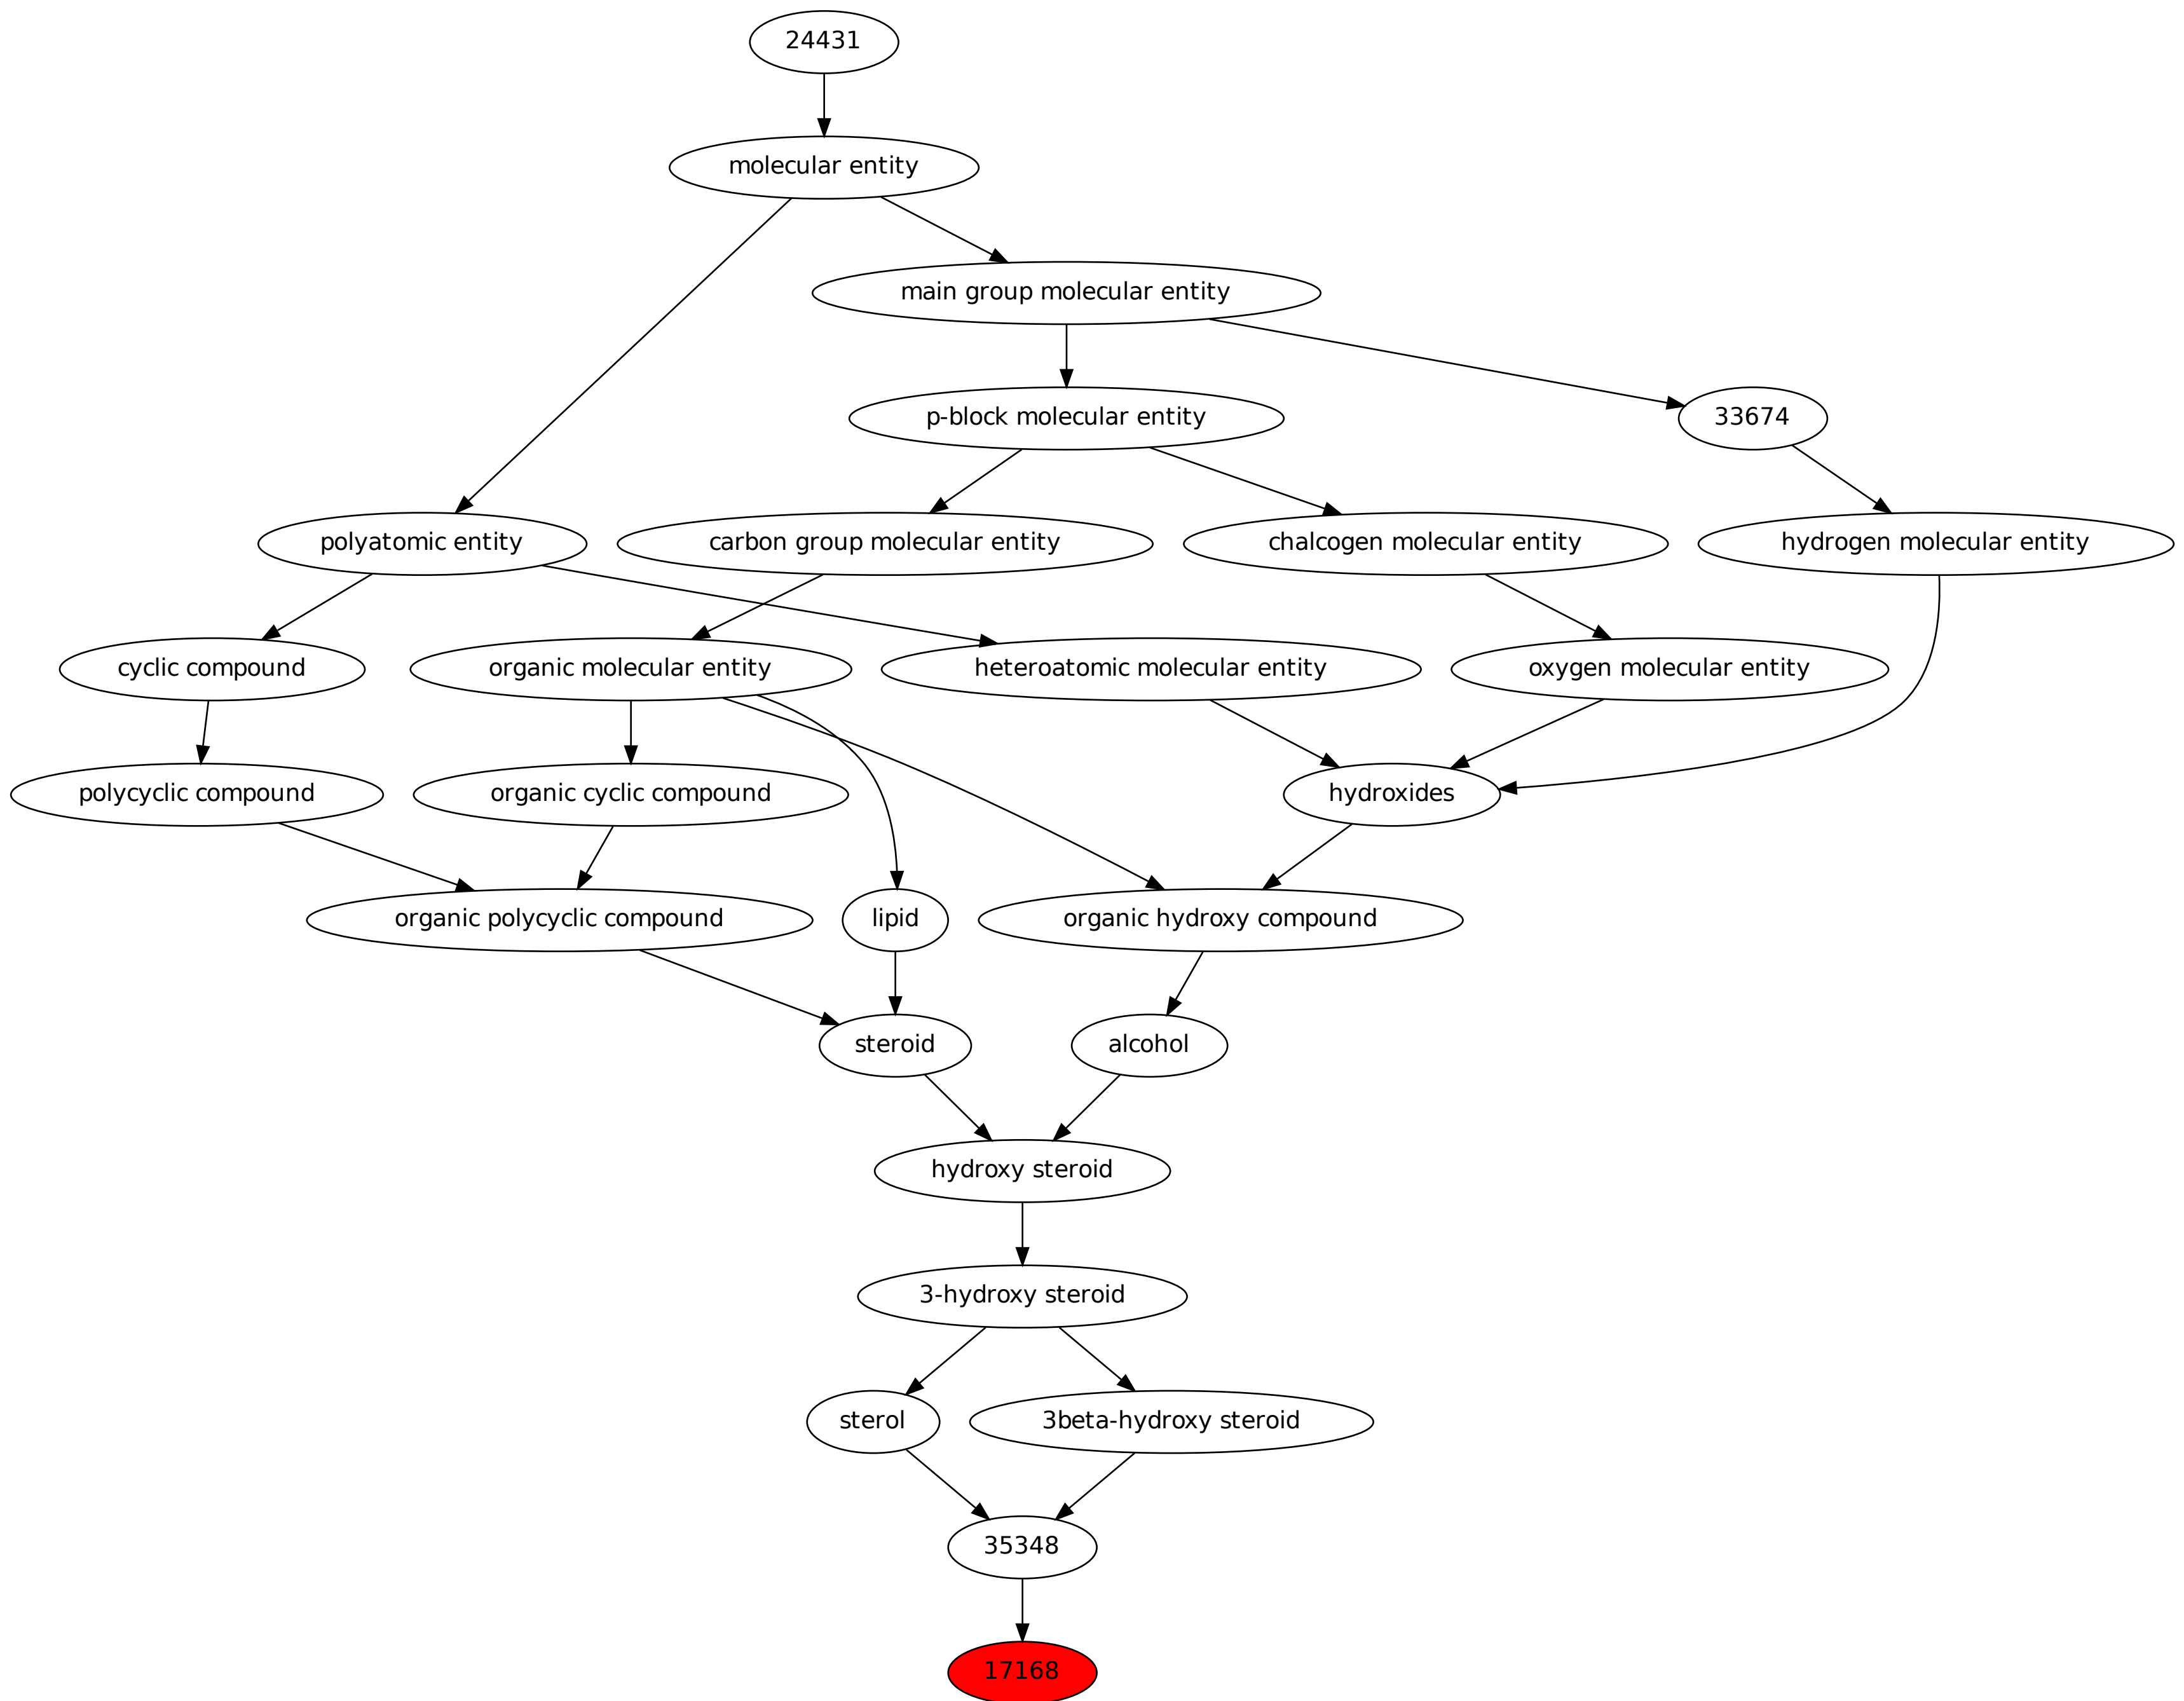 24431
molecular entity
main group molecular entity
p-block molecular entity
33674
polyatomic entity
carbon group molecular entity
chalcogen molecular entity
hydrogen molecular entity
cyclic compound
organic molecular entity
heteroatomic molecular entity
oxygen molecular entity
polycyclic compound
organic cyclic compound
hydroxides
organic polycyclic compound
lipid
organic hydroxy compound
steroid
alcohol
hydroxy steroid
3-hydroxy steroid
sterol
3beta-hydroxy steroid
35348
17168